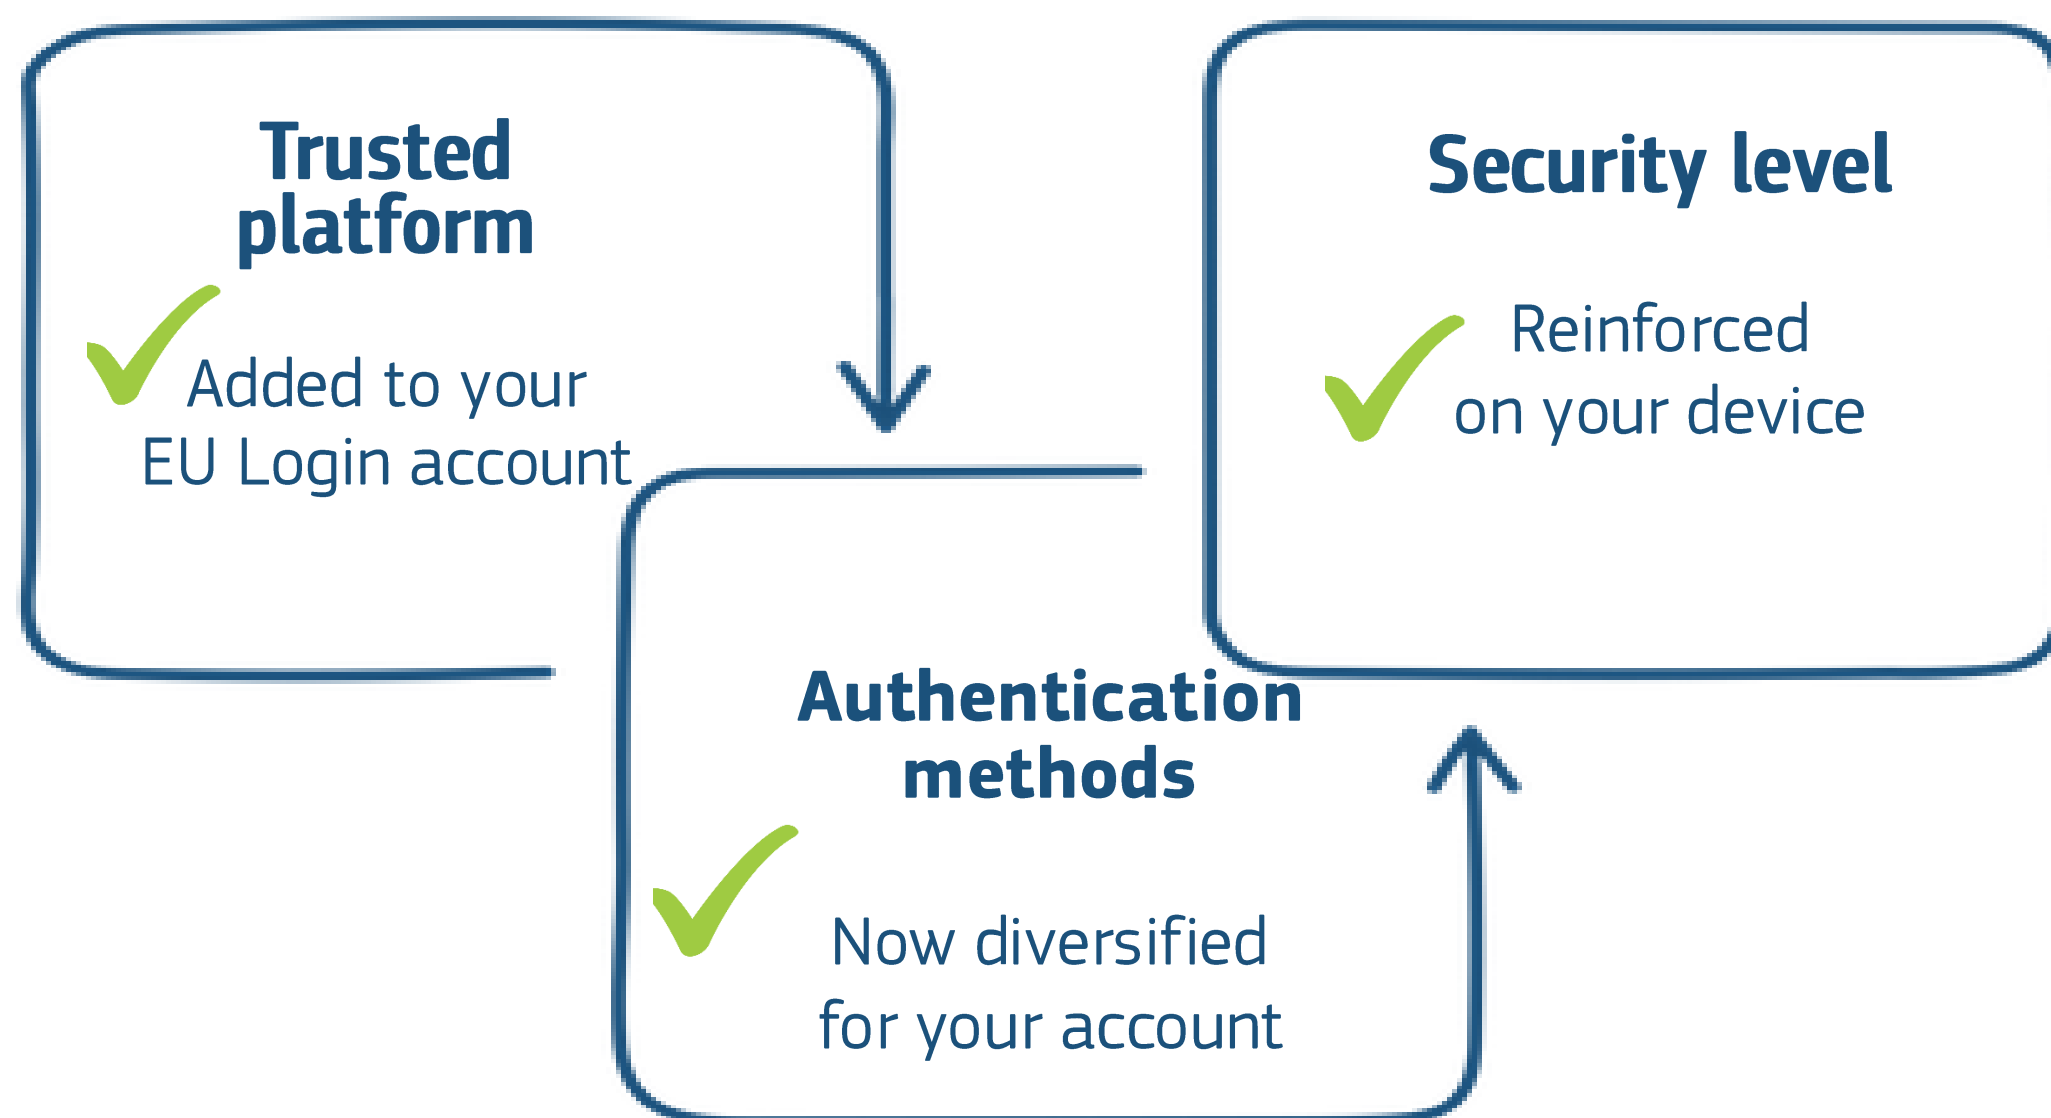 Trusted
platform
Added to your
EU Login account
Authentication
methods
Now diversified
for your account
Security level
Reinforced
on your device